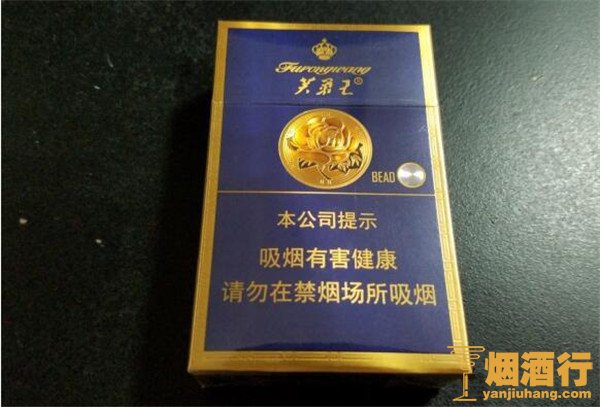 Furongwang
芙蓉王®
BEAD
本公司提示
吸烟有害健康
请勿在禁烟场所吸烟
烟酒行
yanjiuhang.com